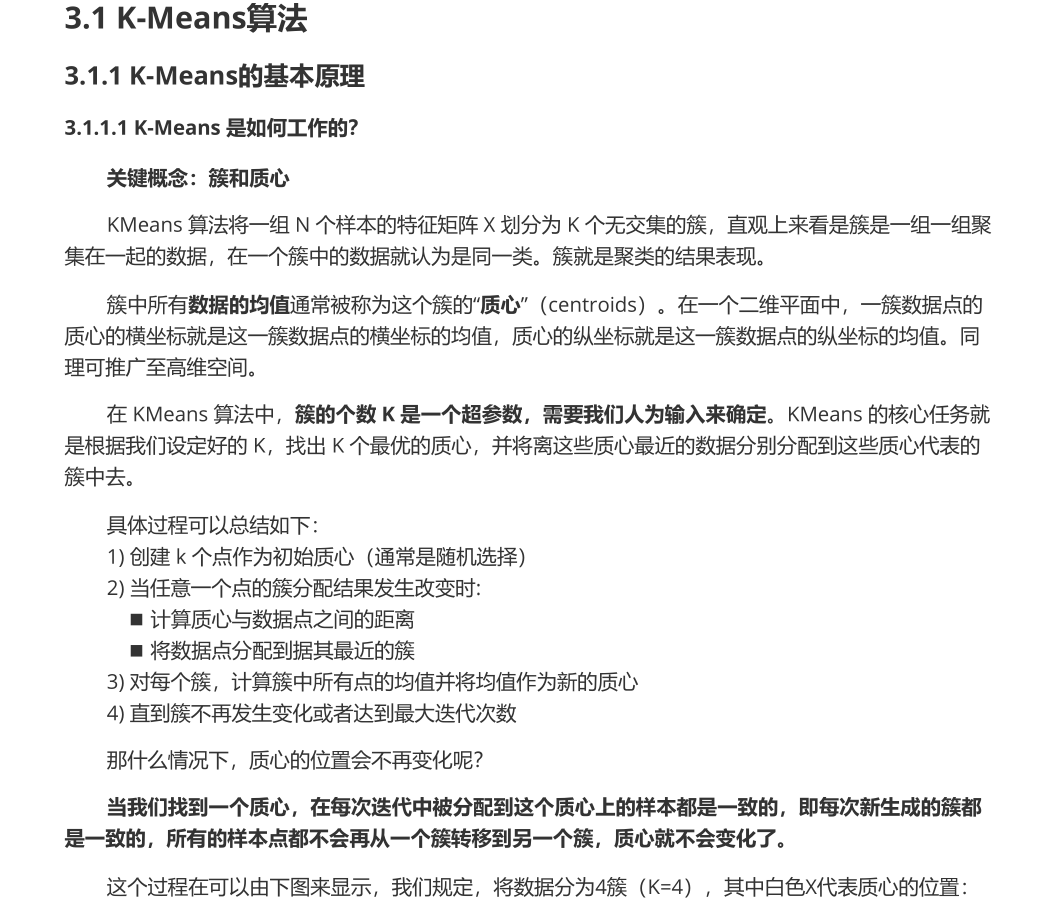 3.1 K-Means算法
3.1.1 K-Means的基本原理
3.1.1.1 K-Means 是如何工作的?
关键概念：簇和质心
KMeans 算法将一组 N 个样本的特征矩阵 X 划分为 K 个无交集的簇，直观上来看是簇是一组一组聚
集在一起的数据，在一个簇中的数据就认为是同一类。簇就是聚类的结果表现。
簇中所有数据的均值通常被称为这个簇的“质心”（centroids）。在一个二维平面中，一簇数据点的
质心的横坐标就是这一簇数据点的横坐标的均值，质心的纵坐标就是这一簇数据点的纵坐标的均值。同
理可推广至高维空间。
在 KMeans 算法中，簇的个数 K 是一个超参数，需要我们人为输入来确定。KMeans 的核心任务就
是根据我们设定好的 K，找出 K 个最优的质心，并将离这些质心最近的数据分别分配到这些质心代表的
簇中去。
具体过程可以总结如下：
1) 创建 k 个点作为初始质心（通常是随机选择）
2) 当任意一个点的簇分配结果发生改变时:
■ 计算质心与数据点之间的距离
■ 将数据点分配到据其最近的簇
3) 对每个簇，计算簇中所有点的均值并将均值作为新的质心
4) 直到簇不再发生变化或者达到最大迭代次数
那什么情况下，质心的位置会不再变化呢？
当我们找到一个质心，在每次迭代中被分配到这个质心上的样本都是一致的，即每次新生成的簇都
是一致的，所有的样本点都不会再从一个簇转移到另一个簇，质心就不会变化了。
这个过程在可以由下图来显示，我们规定，将数据分为4簇（K=4），其中白色X代表质心的位置：